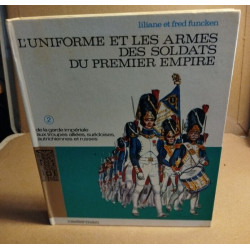 liliane et fred funcken
L'UNIFORME ET LES ARMES
DES SOLDATS
DU PREMIER EMPIRE
2
de la garde impériale
aux troupes alliées, suédoises,
autrichiennes et russes